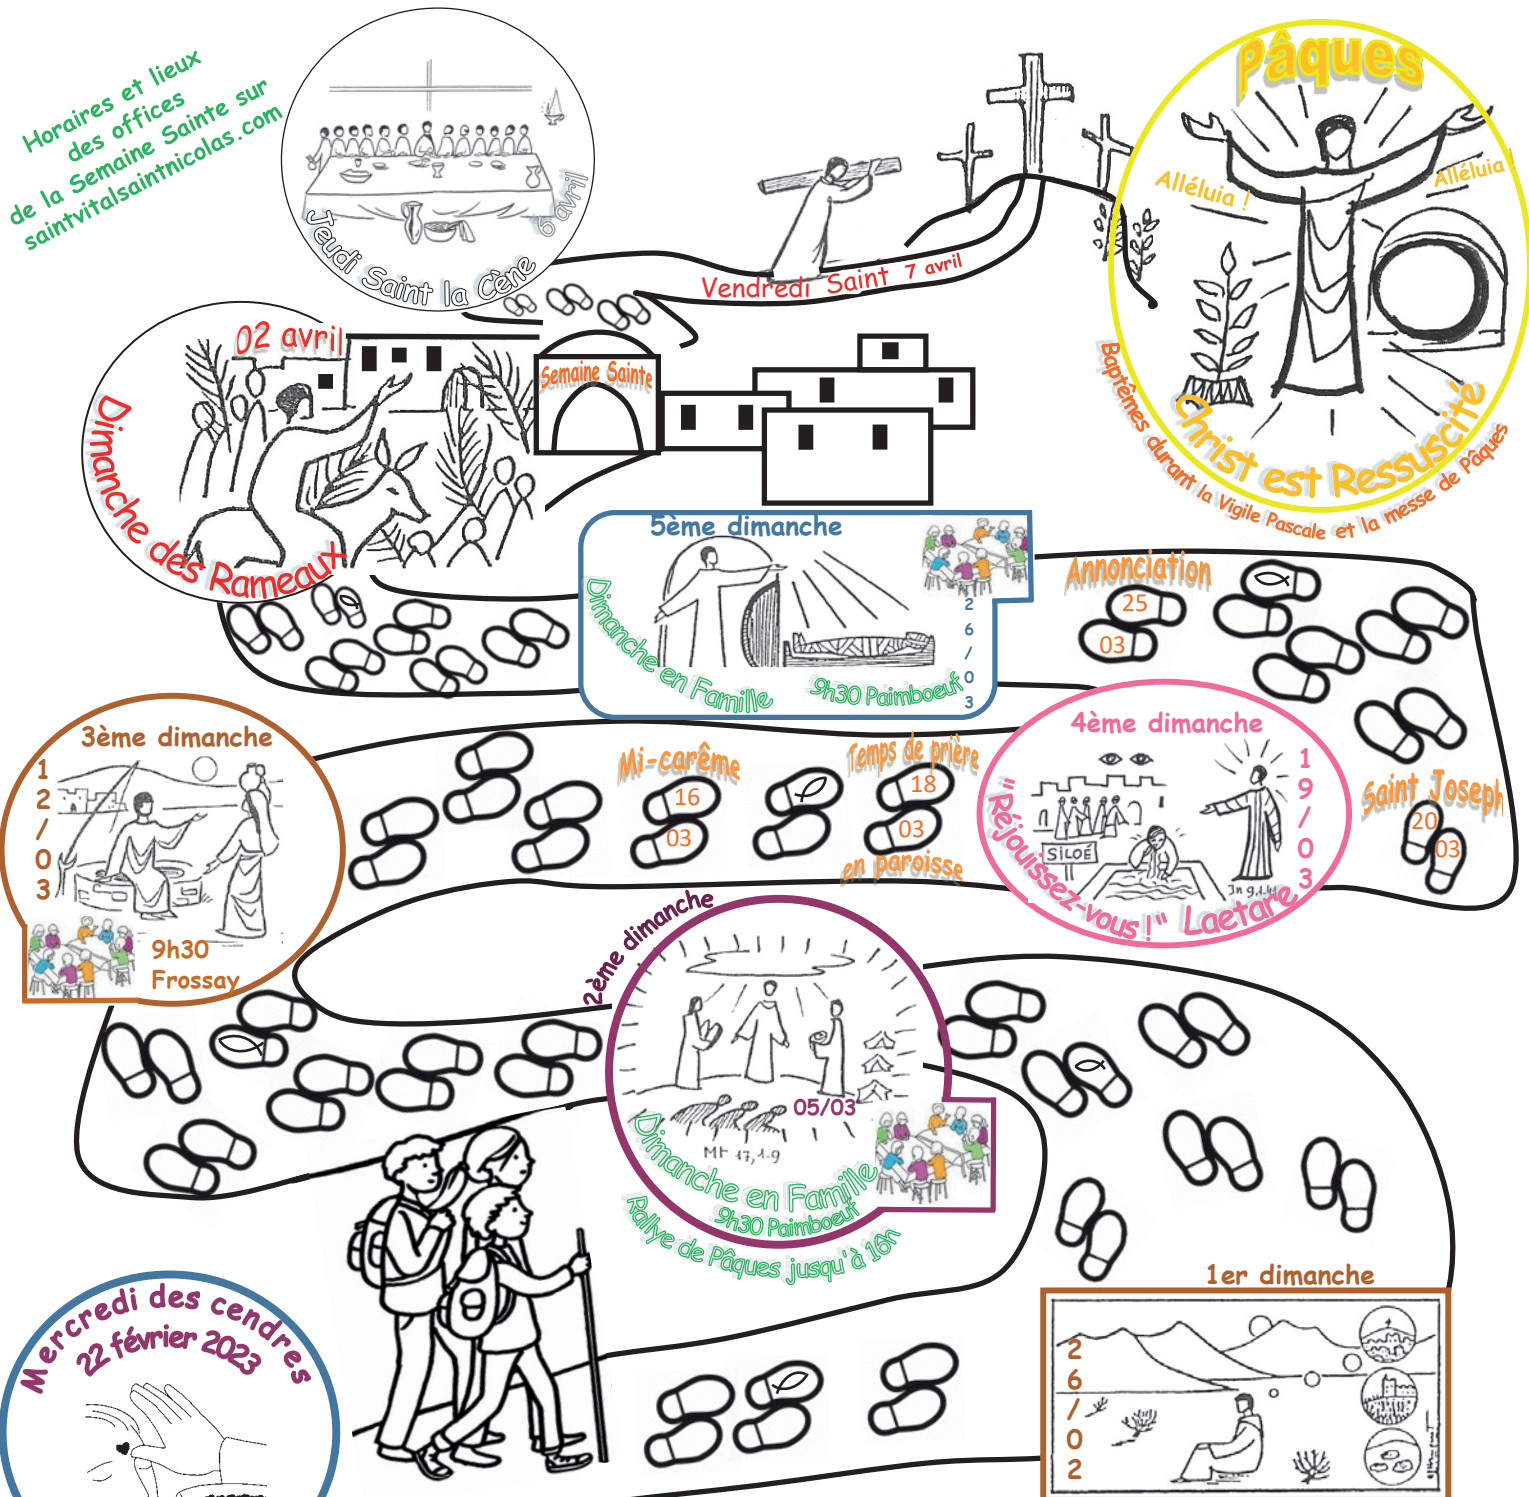 Horaires et lieux
des offices
de la Semaine Sainte sur
saintvitalsaintnicolas.com
Jeudi Saint la Cène 6 avril
Vendredi Saint 7 avril
Pâques
Alléluia !
Alléluia !
Christ est Ressuscité
Baptêmes durant la Vigile Pascale et la messe de Pâques
02 avril
Dimanche des Rameaux
Semaine Sainte
5ème dimanche
Dimanche en Famille
9h30 Paimboeuf
26/03
Annonciation
25
03
3ème dimanche
12/03
9h30
Frossay
Mi-carême
16
03
Temps de prière
18
03
en paroisse
4ème dimanche
19/03
SILOÉ
Jn 9,1.41
"Réjouissez-vous !" Laetare
Saint Joseph
20
03
2ème dimanche
05/03
Mt 17,1-9
Dimanche en Famille
9h30 Paimboeuf
Rallye de Pâques jusqu'à 16h
Mercredi des cendres
22 février 2023
1er dimanche
26/02